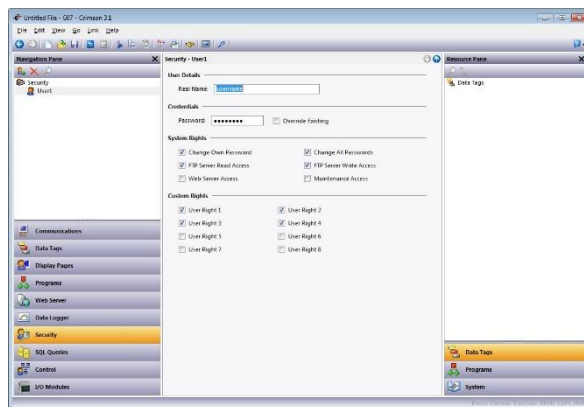 Untitled File - G07 - Crimson 3.1
File Edit View Go Link Help
Navigation Pane
Security - User1
Resource Pane
Security
User1
Data Tags
User Details
Real Name:
username
Credentials
Password:
Override Existing
System Rights
Change Own Password
Change All Passwords
FTP Server Read Access
FTP Server Write Access
Web Server Access
Maintenance Access
Custom Rights
User Right 1
User Right 2
User Right 3
User Right 4
User Right 5
User Right 6
User Right 7
User Right 8
Communications
Data Tags
Display Pages
Programs
Web Server
Data Logger
Security
SQL Queries
Control
I/O Modules
Data Tags
Programs
System